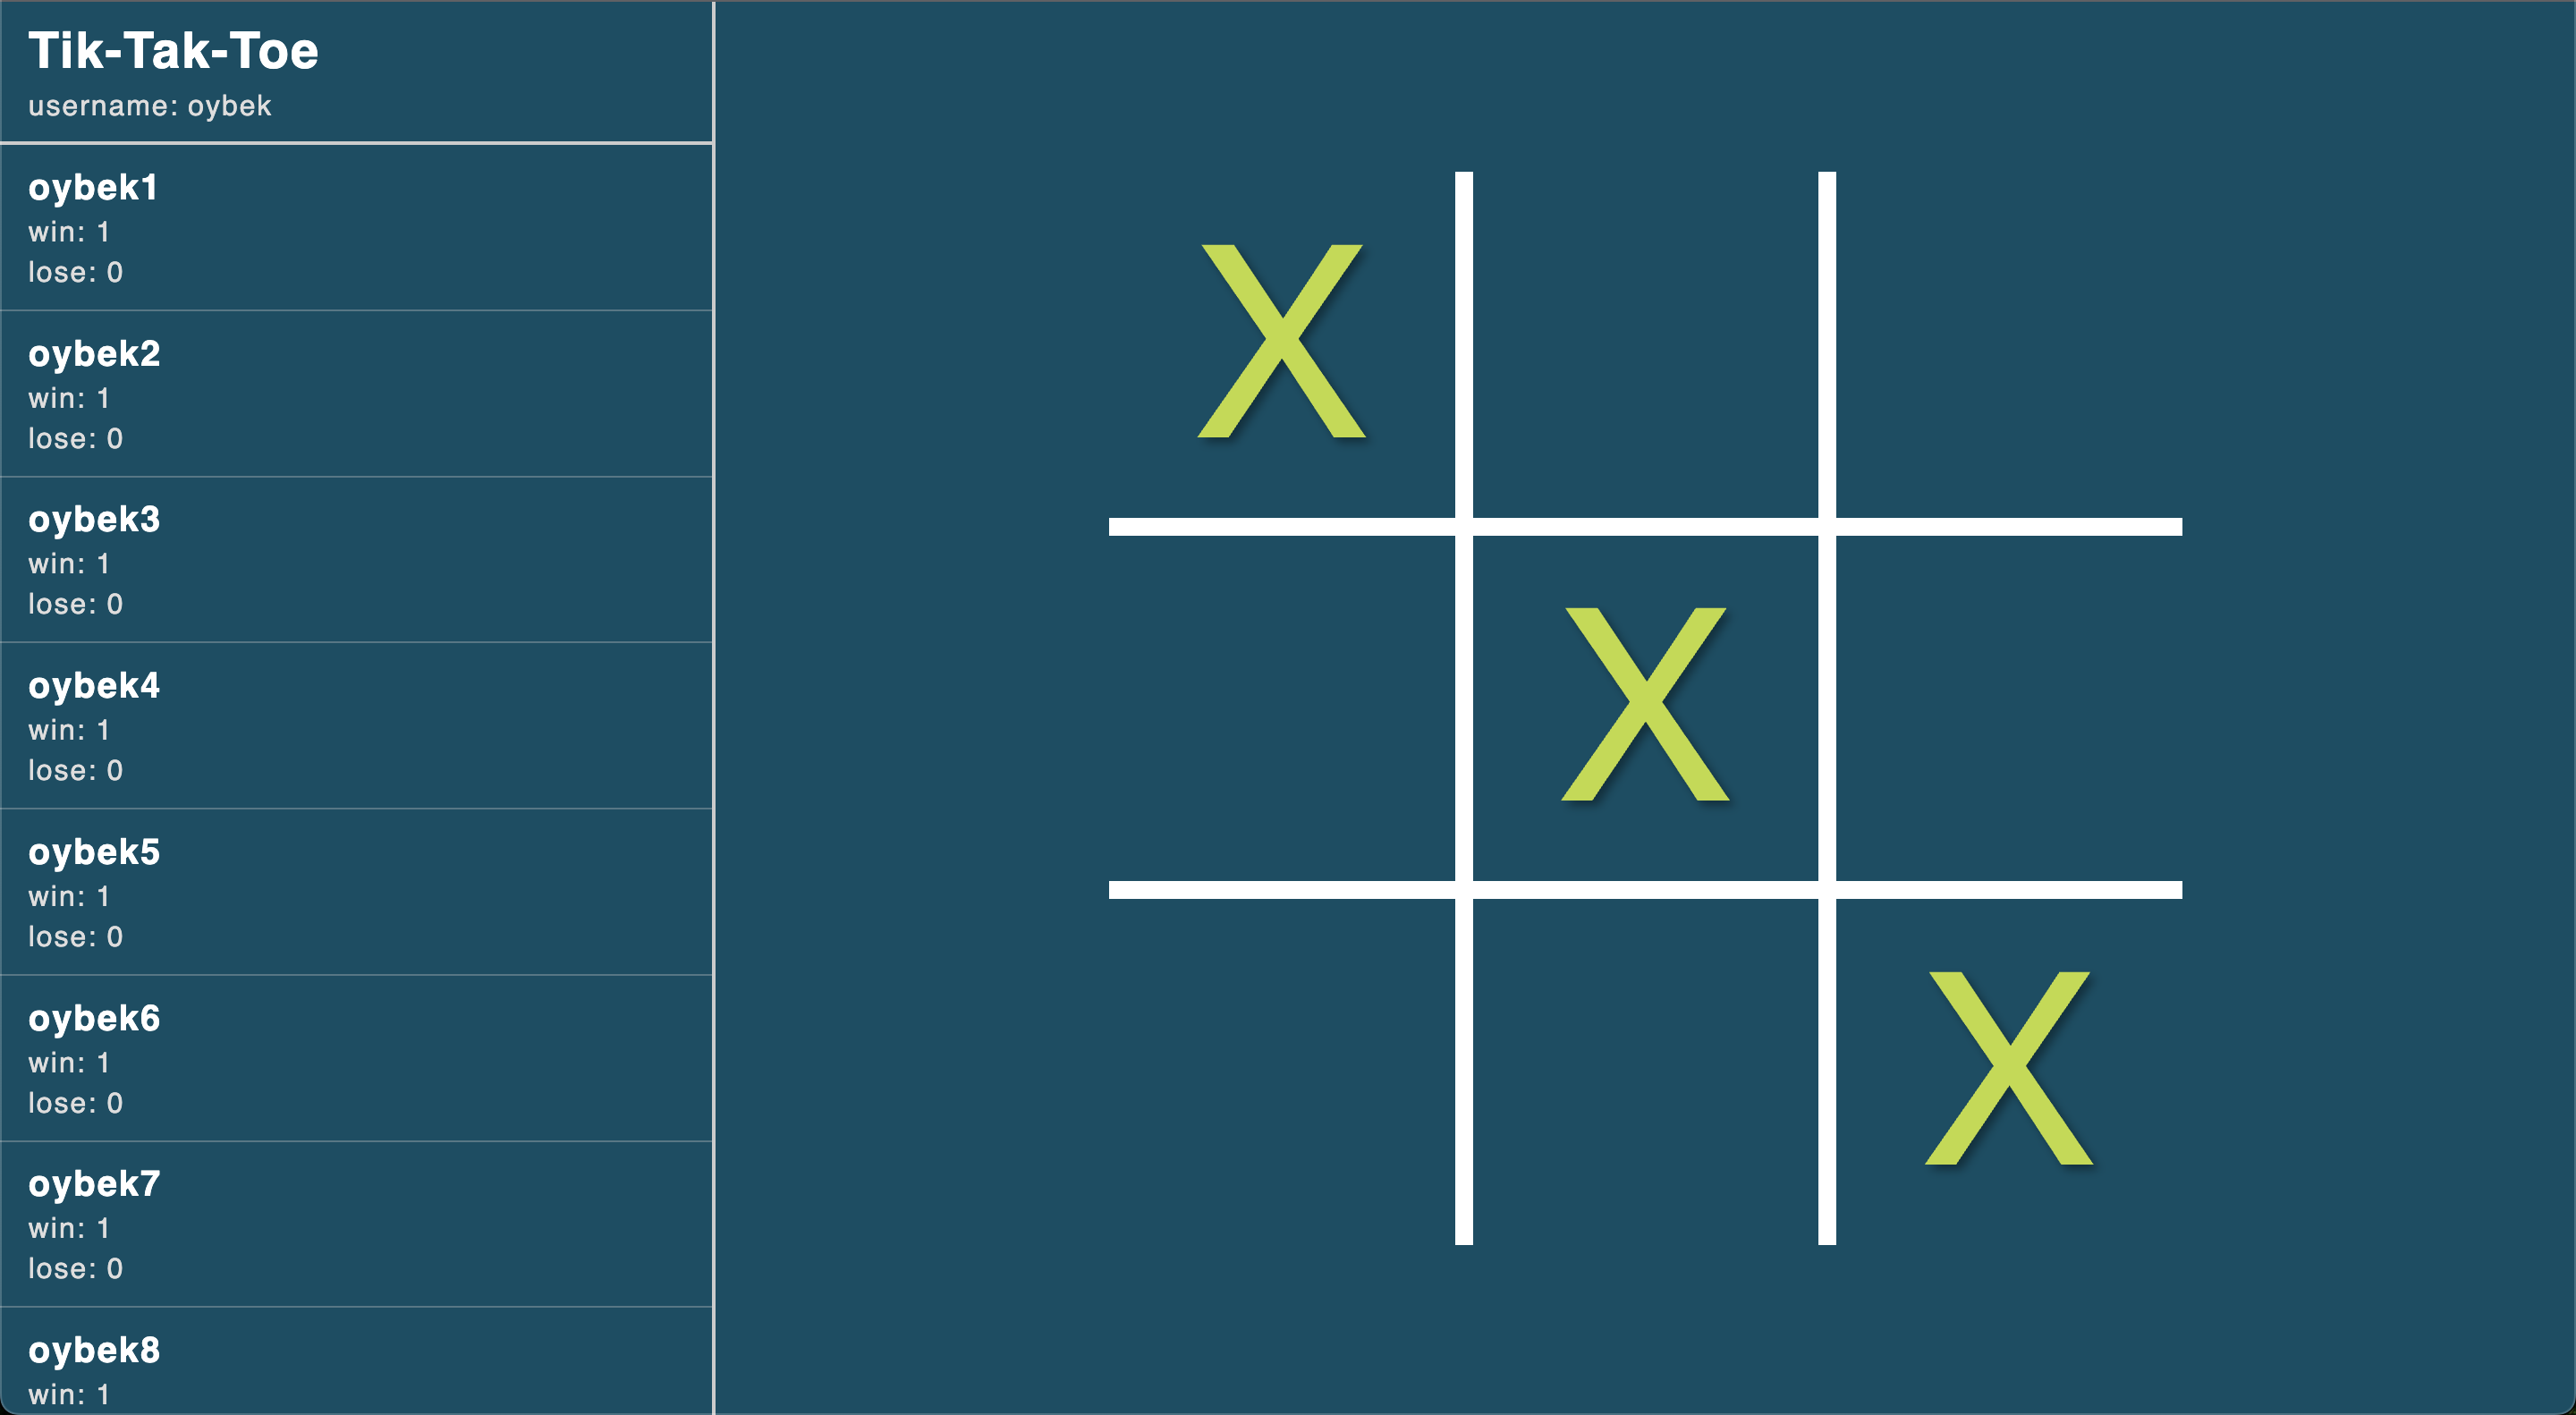 Tik-Tak-Toe
username: oybek
oybek1
win: 1
lose: 0
oybek2
win: 1
lose: 0
oybek3
win: 1
lose: 0
oybek4
win: 1
lose: 0
oybek5
win: 1
lose: 0
oybek6
win: 1
lose: 0
oybek7
win: 1
lose: 0
oybek8
win: 1
X
X
X